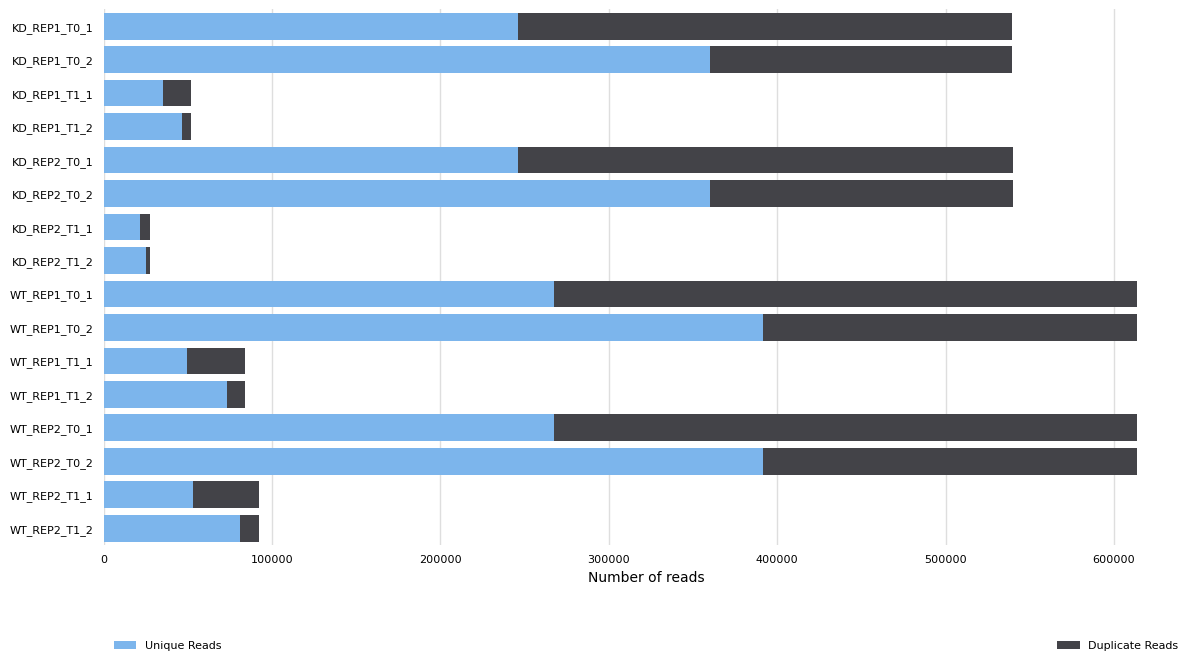 KD_REP1_T0_1
KD_REP1_T0_2
KD_REP1_T1_1
KD_REP1_T1_2
KD_REP2_T0_1
KD_REP2_T0_2
KD_REP2_T1_1
KD_REP2_T1_2
WT_REP1_T0_1
WT_REP1_T0_2
WT_REP1_T1_1
WT_REP1_T1_2
WT_REP2_T0_1
WT_REP2_T0_2
WT_REP2_T1_1
WT_REP2_T1_2
0 100000 200000 300000 400000 500000 600000
Number of reads
Unique Reads Duplicate Reads